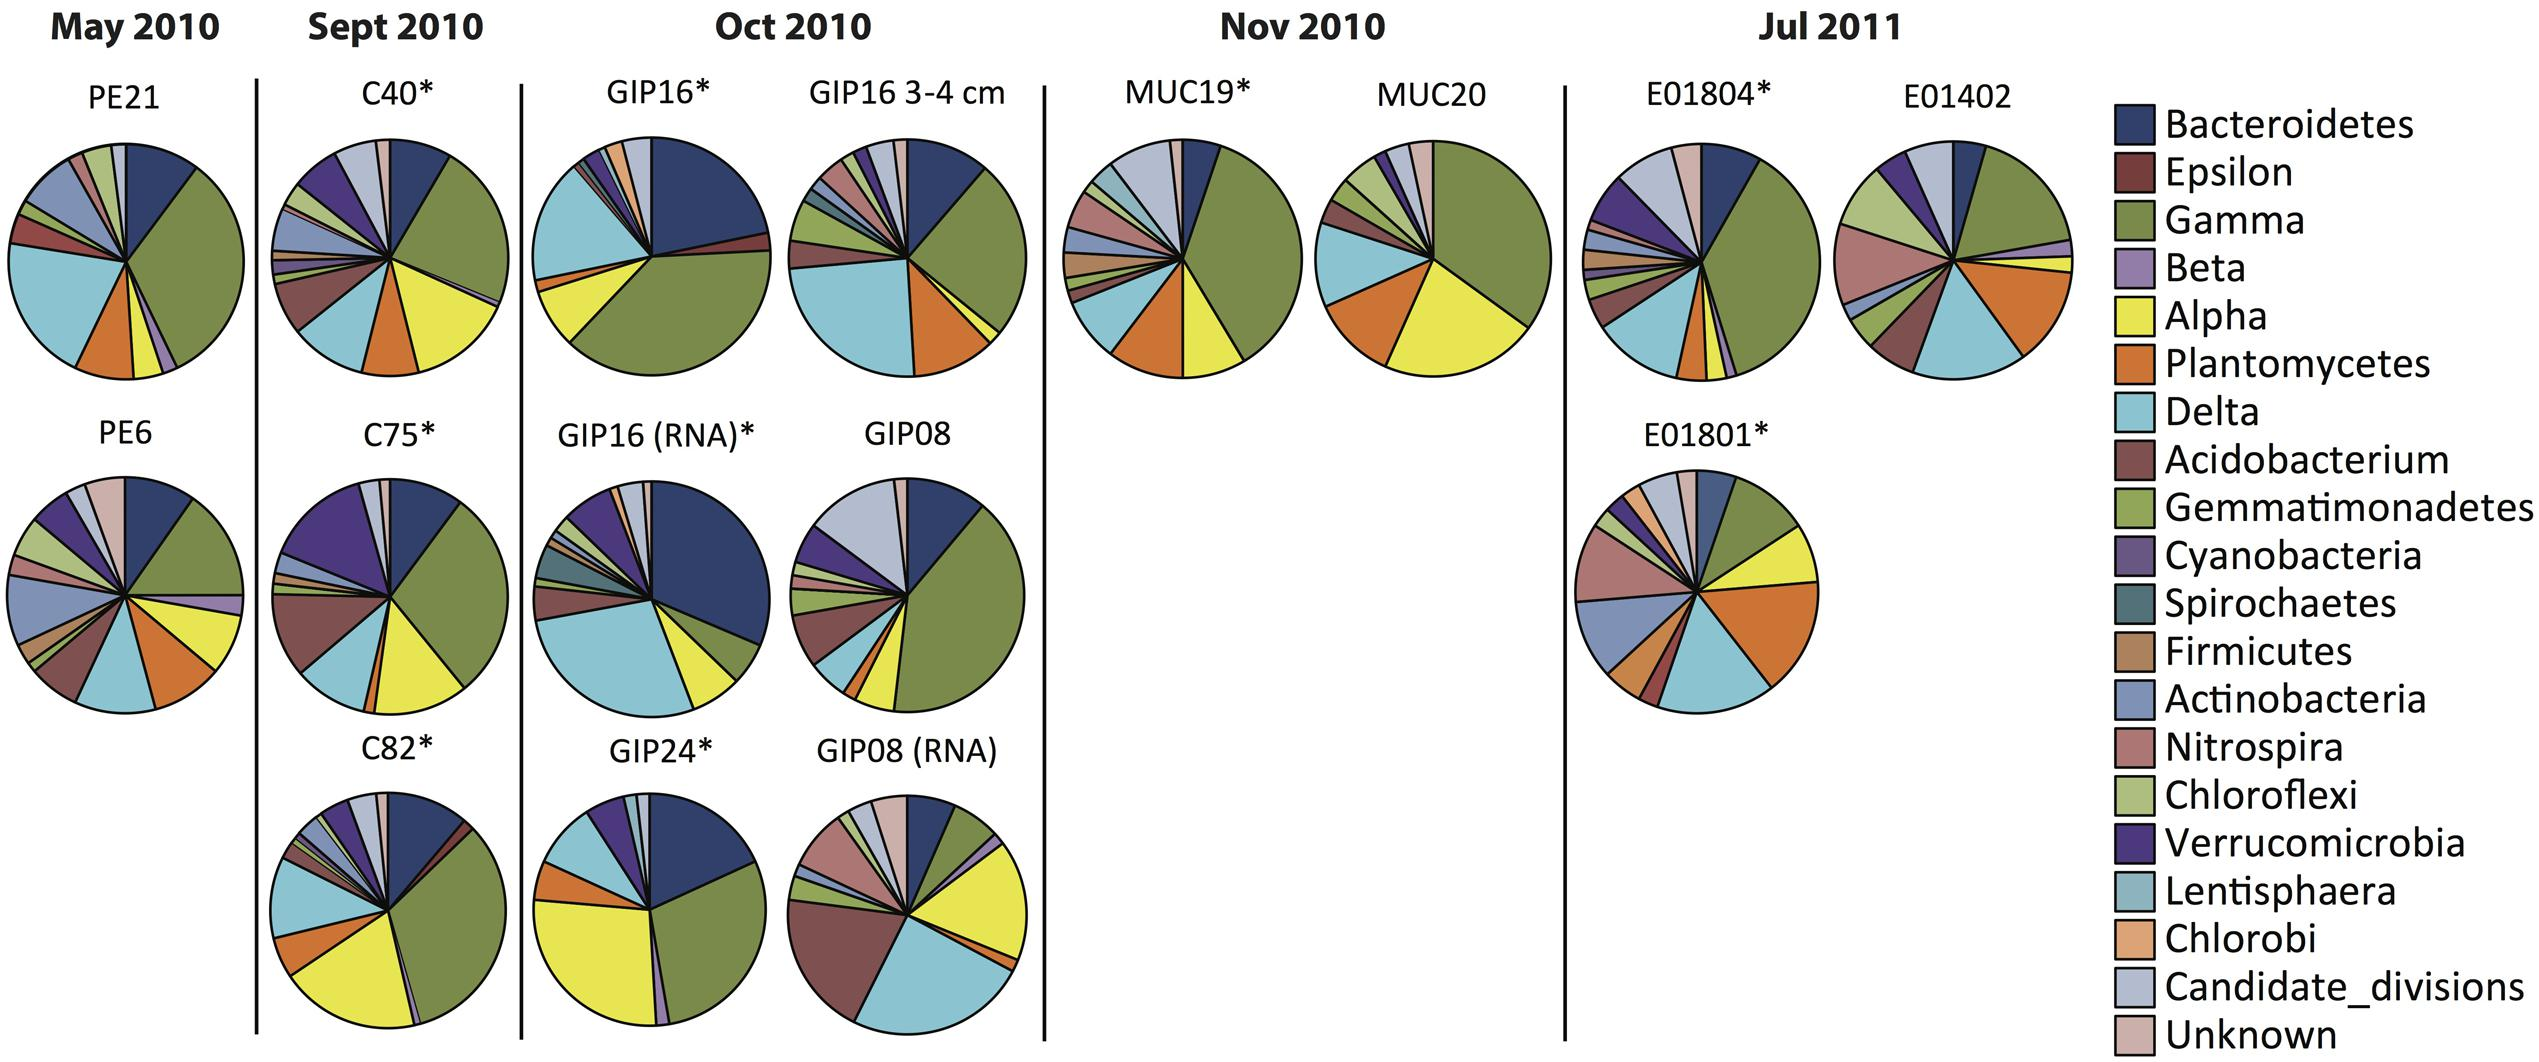 May 2010
Sept 2010
Oct 2010
Nov 2010
Jul 2011
PE21
C40*
GIP16*
GIP16 3-4 cm
MUC19*
MUC20
E01804*
E01402
PE6
C75*
GIP16 (RNA)*
GIP08
E01801*
C82*
GIP24*
GIP08 (RNA)
Bacteroidetes
Epsilon
Gamma
Beta
Alpha
Plantomycetes
Delta
Acidobacterium
Gemmatimonadetes
Cyanobacteria
Spirochaetes
Firmicutes
Actinobacteria
Nitrospira
Chloroflexi
Verrucomicrobia
Lentisphaera
Chlorobi
Candidate_divisions
Unknown